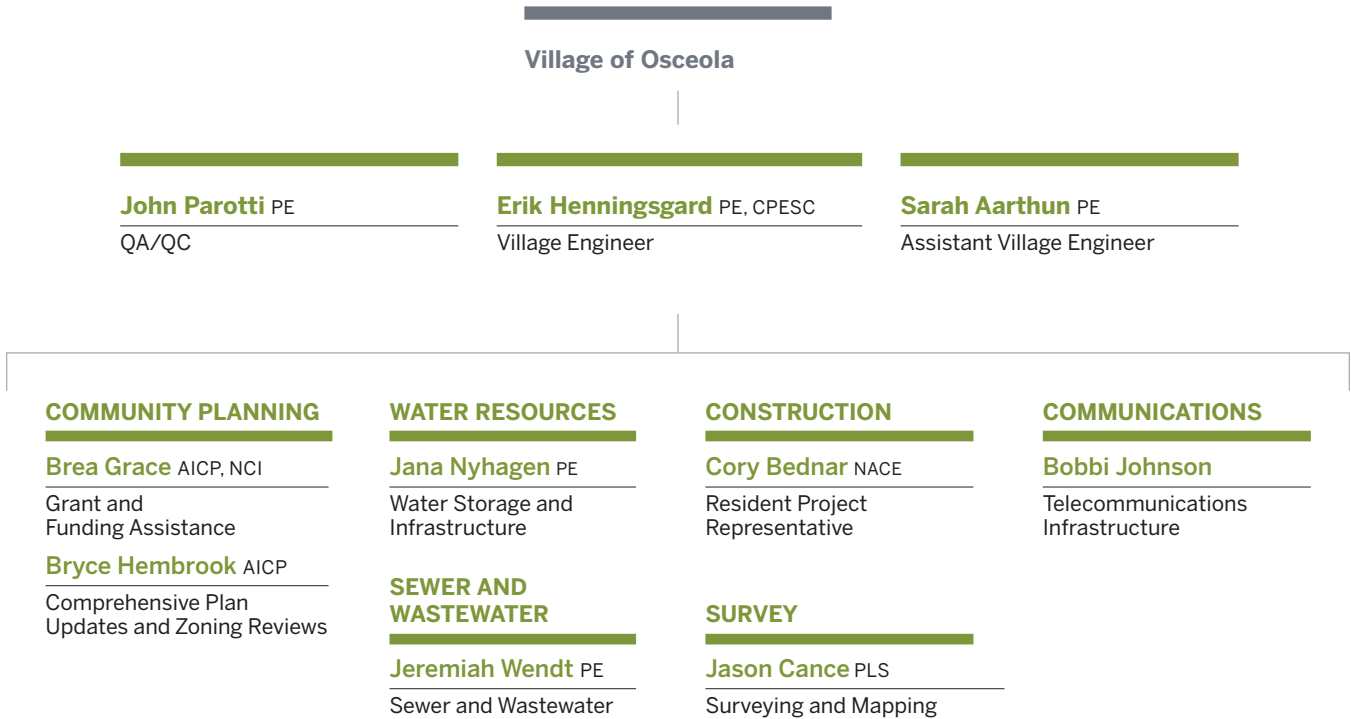 Village of Osceola
John Parotti PE
QA/QC
Erik Henningsgard PE, CPESC
Village Engineer
Sarah Aarthun PE
Assistant Village Engineer
COMMUNITY PLANNING
Brea Grace AICP, NCI
Grant and
Funding Assistance
Bryce Hembrook AICP
Comprehensive Plan
Updates and Zoning Reviews
WATER RESOURCES
Jana Nyhagen PE
Water Storage and
Infrastructure
SEWER AND
WASTEWATER
Jeremiah Wendt PE
Sewer and Wastewater
CONSTRUCTION
Cory Bednar NACE
Resident Project
Representative
SURVEY
Jason Cance PLS
Surveying and Mapping
COMMUNICATIONS
Bobbi Johnson
Telecommunications
Infrastructure